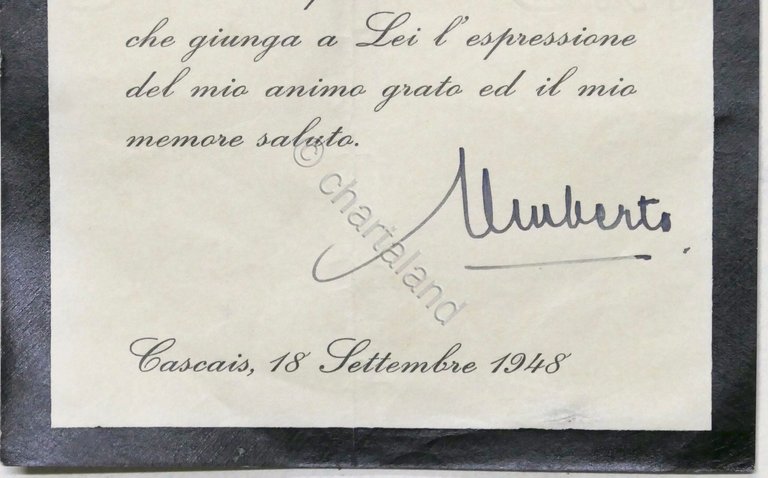 che giunga a Lei l'espressione
del mio animo grato ed il mio
memore saluto.
© chartaland
Umberto
Cascais, 18 Settembre 1948